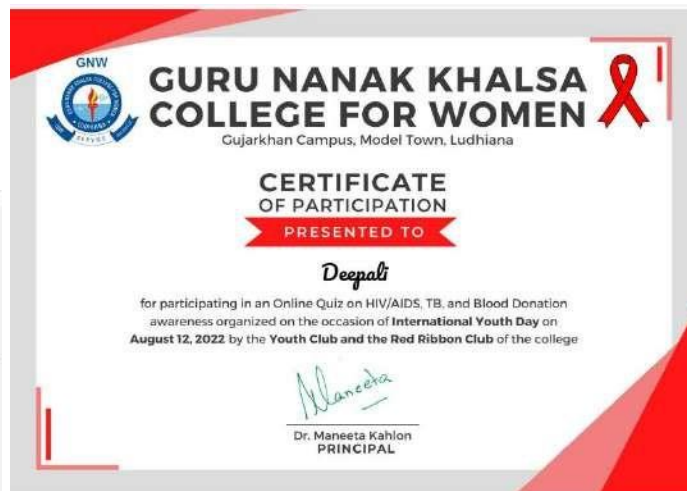 GNW
GURU NANAK KHALSA
COLLEGE FOR WOMEN
Gujarkhan Campus, Model Town, Ludhiana
CERTIFICATE
OF PARTICIPATION
PRESENTED TO
Deepali
for participating in an Online Quiz on HIV/AIDS, TB, and Blood Donation
awareness organized on the occasion of International Youth Day on
August 12, 2022 by the Youth Club and the Red Ribbon Club of the college
Maneeta
Dr. Maneeta Kahlon
PRINCIPAL